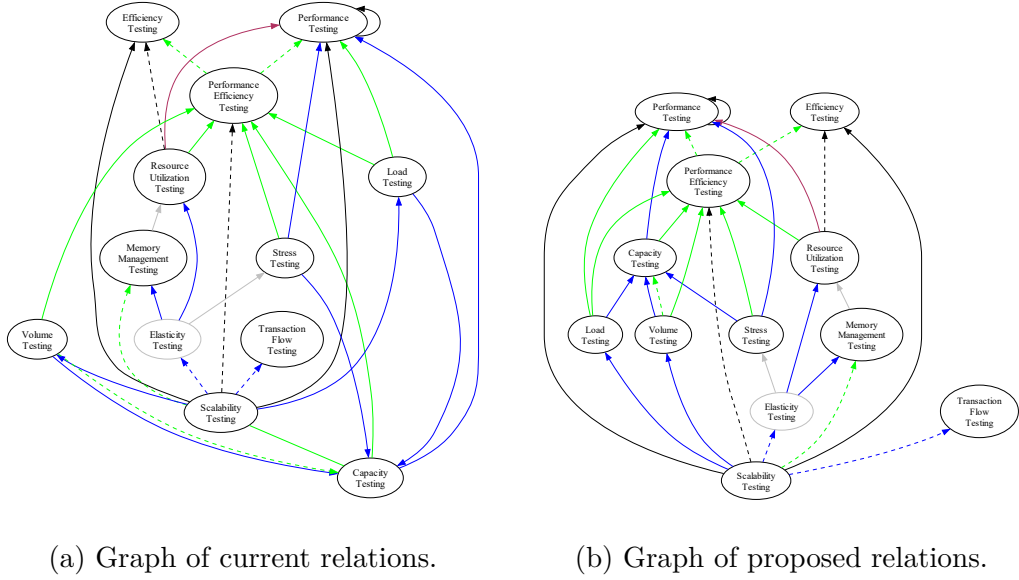 Efficiency
Testing
Performance
Testing
Performance
Efficiency
Testing
Resource
Utilization
Testing
Load
Testing
Memory
Management
Testing
Stress
Testing
Volume
Testing
Elasticity
Testing
Transaction
Flow
Testing
Scalability
Testing
Capacity
Testing
(a) Graph of current relations.
Performance
Testing
Efficiency
Testing
Performance
Efficiency
Testing
Capacity
Testing
Resource
Utilization
Testing
Load
Testing
Volume
Testing
Stress
Testing
Memory
Management
Testing
Elasticity
Testing
Transaction
Flow
Testing
Scalability
Testing
(b) Graph of proposed relations.